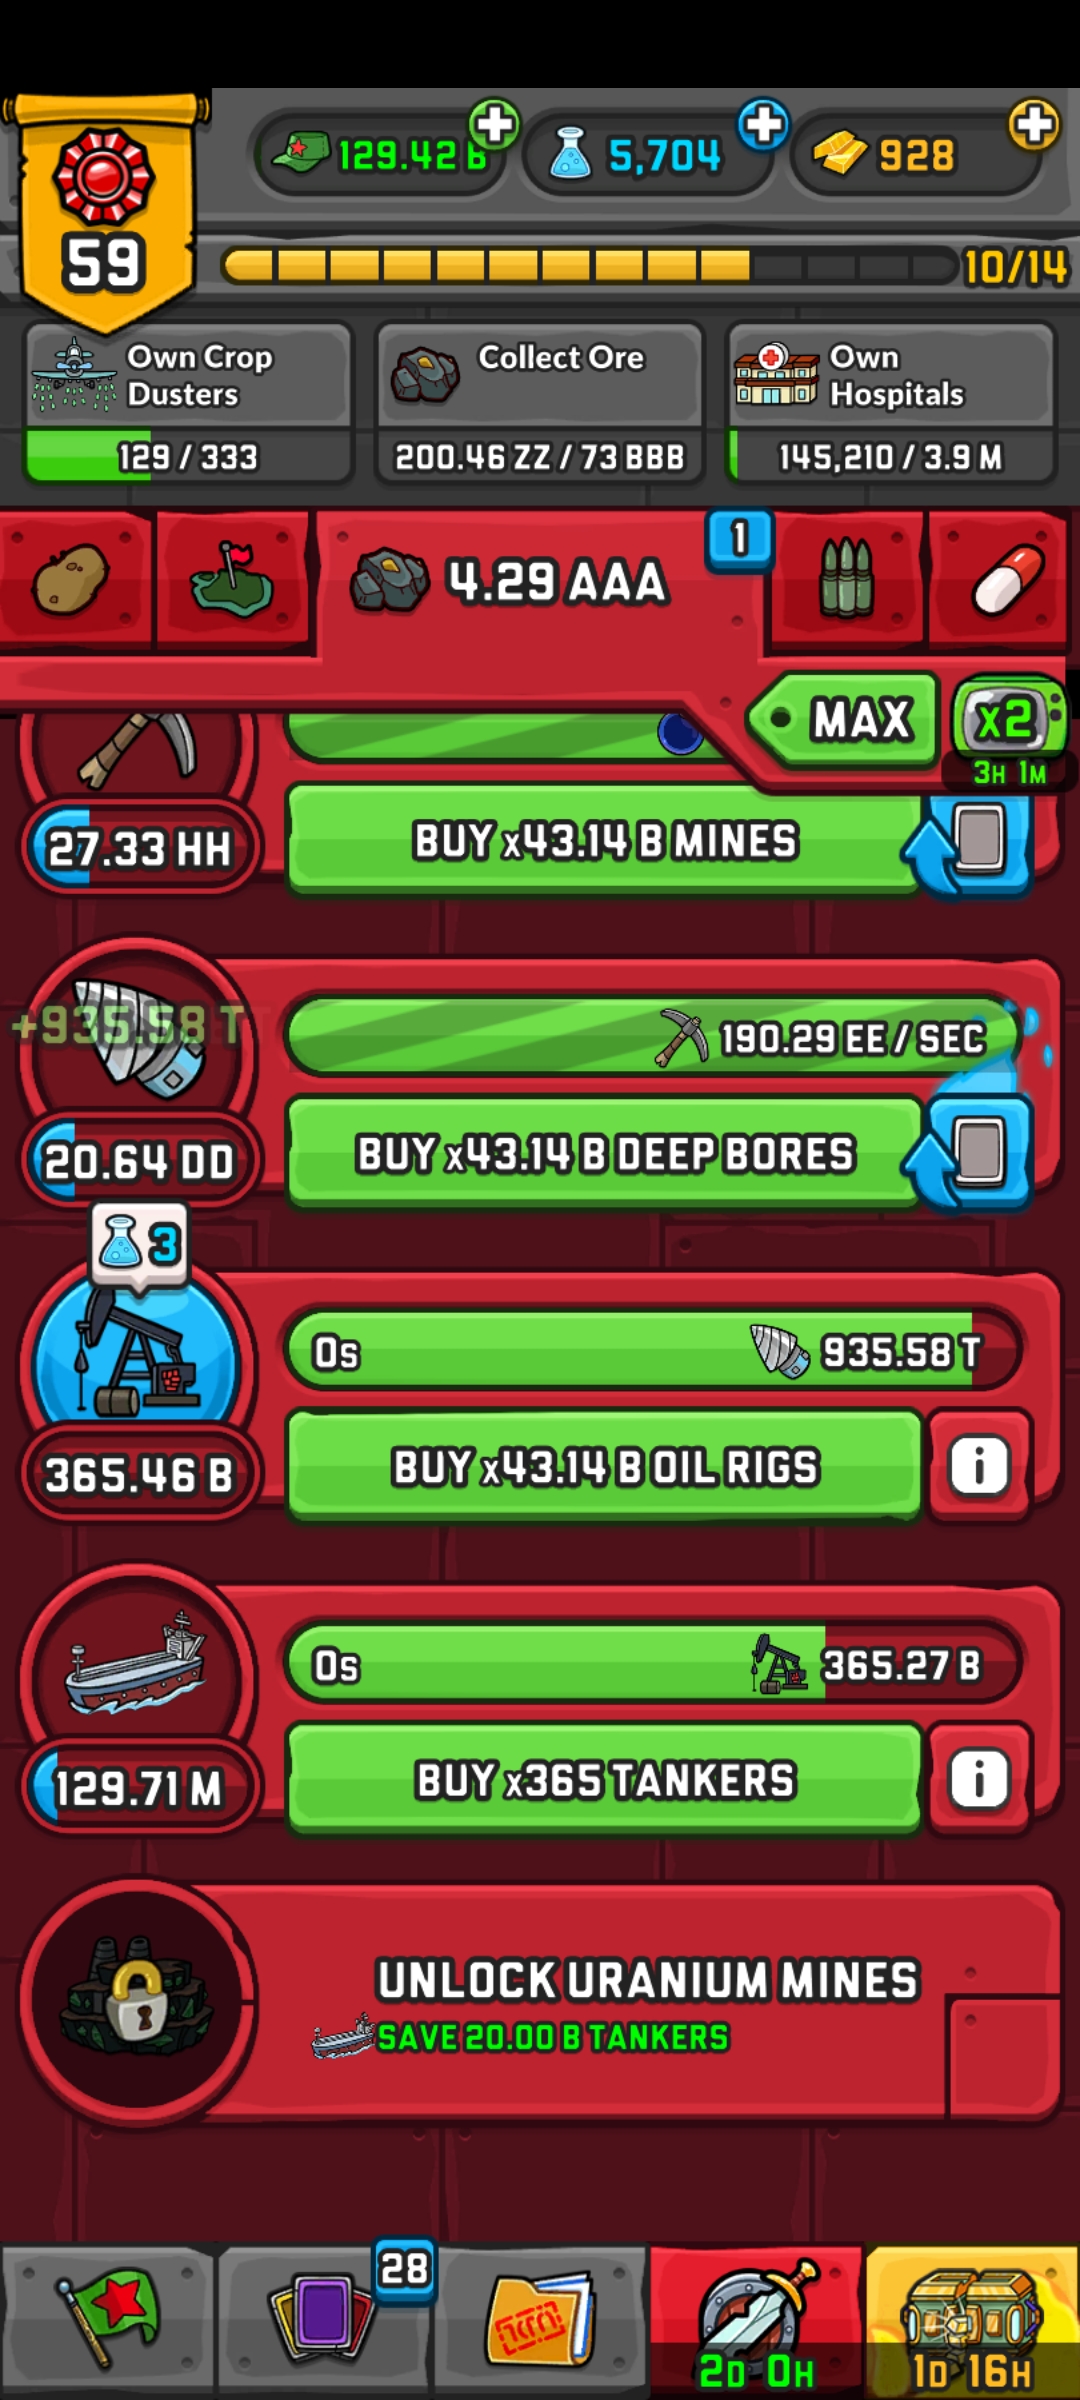 129.42 B
5,704
928
59
10/14
Own Crop
Dusters
Collect Ore
Own
Hospitals
129 / 333
200.46 ZZ / 73 BBB
145,210 / 3.9 M
4.29 AAA
1
MAX
x2
3H 1M
27.33 HH
BUY x43.14 B MINES
+935.58 T
190.29 EE / SEC
20.64 DD
BUY x43.14 B DEEP BORES
3
0s
935.58 T
365.46 B
BUY x43.14 B OIL RIGS
i
0s
365.27 B
129.71 M
BUY x365 TANKERS
i
UNLOCK URANIUM MINES
SAVE 20.00 B TANKERS
28
2D 0H
1D 16H